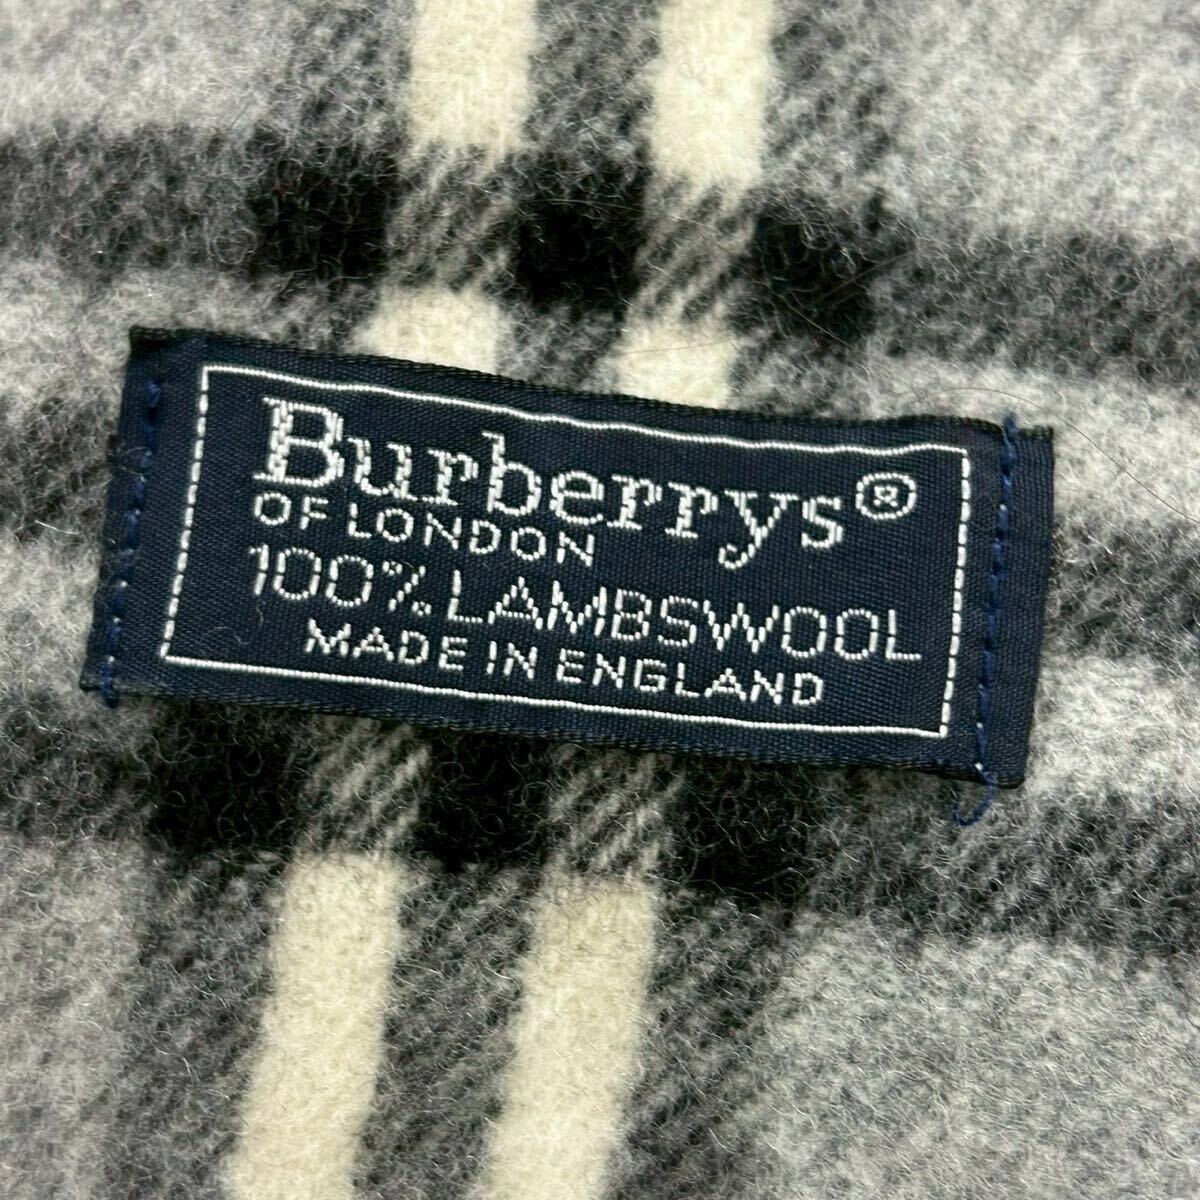 Burberrys®
OF LONDON
100% LAMBSWOOL
MADE IN ENGLAND